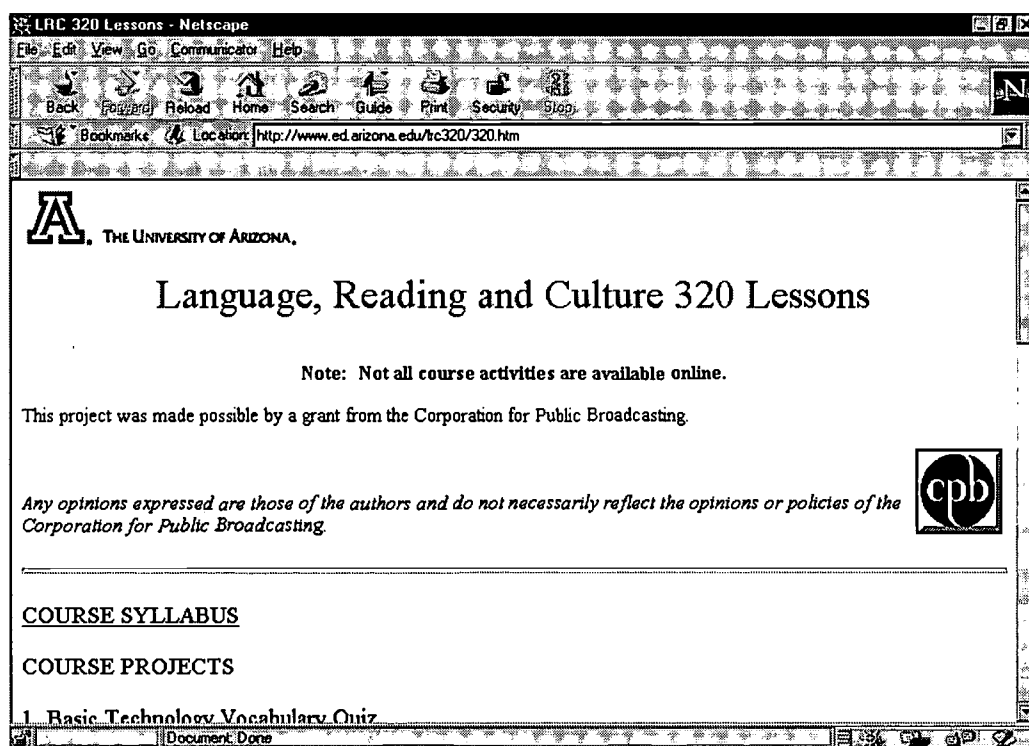 LRC 320 Lessons - Netscape
File Edit View Go Communicator Help
Back Forward Reload Home Search Guide Print Security Stop
N
Bookmarks Location: http://www.ed.arizona.edu/lrc320/320.htm
A. THE UNIVERSITY OF ARIZONA.
Language, Reading and Culture 320 Lessons
Note: Not all course activities are available online.
This project was made possible by a grant from the Corporation for Public Broadcasting.
cpb
Any opinions expressed are those of the authors and do not necessarily reflect the opinions or policies of the
Corporation for Public Broadcasting.
COURSE SYLLABUS
COURSE PROJECTS
1. Basic Technology Vocabulary Quiz
Document: Done